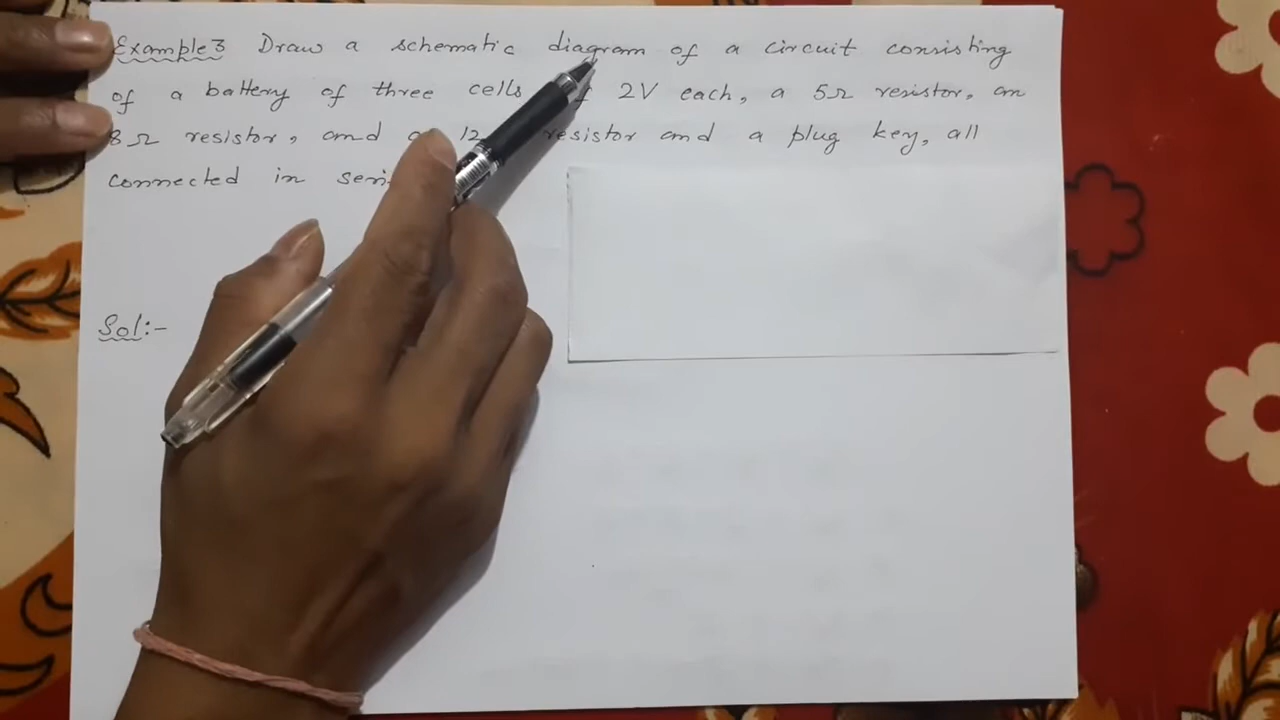 Example 3 Draw a schematic diagram of a circuit consisting
of a battery of three cells 2V each, a 5Ω resistor, an
8Ω resistor, and 12 resistor and a plug key, all
connected in
Sol:-